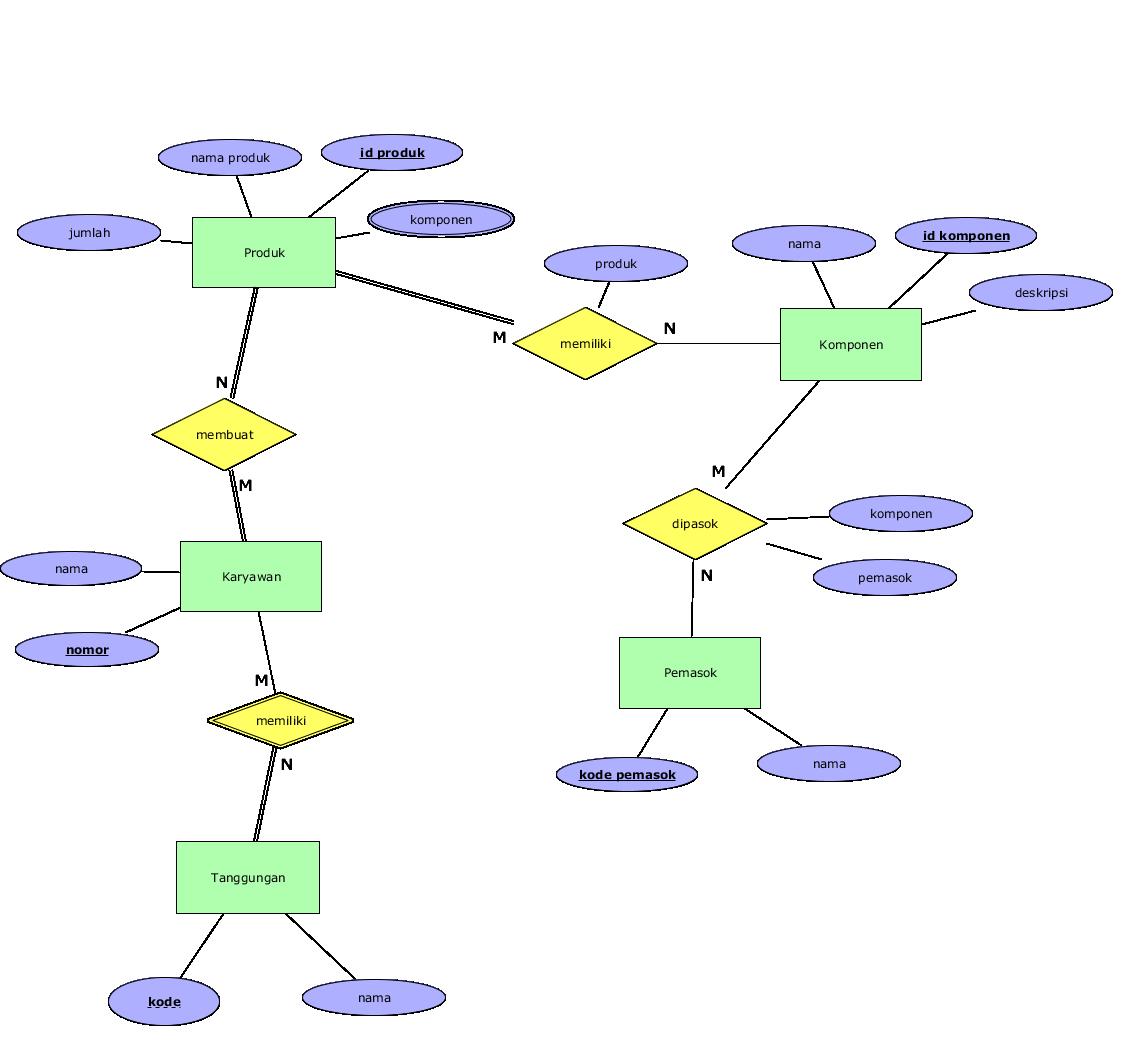 nama produk
id produk
jumlah
komponen
Produk
produk
nama
id komponen
deskripsi
M
memiliki
N
Komponen
N
membuat
M
M
dipasok
komponen
pemasok
N
nama
Karyawan
nomor
Pemasok
kode pemasok
nama
M
memiliki
N
Tanggungan
kode
nama